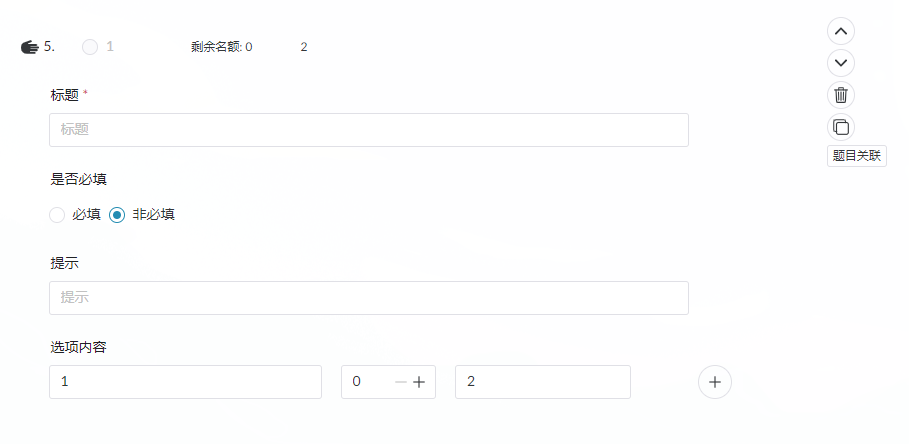 5. 1 剩余名额: 0 2
标题 *
标题
是否必填
必填 非必填
提示
提示
选项内容
1 0 2
题目关联